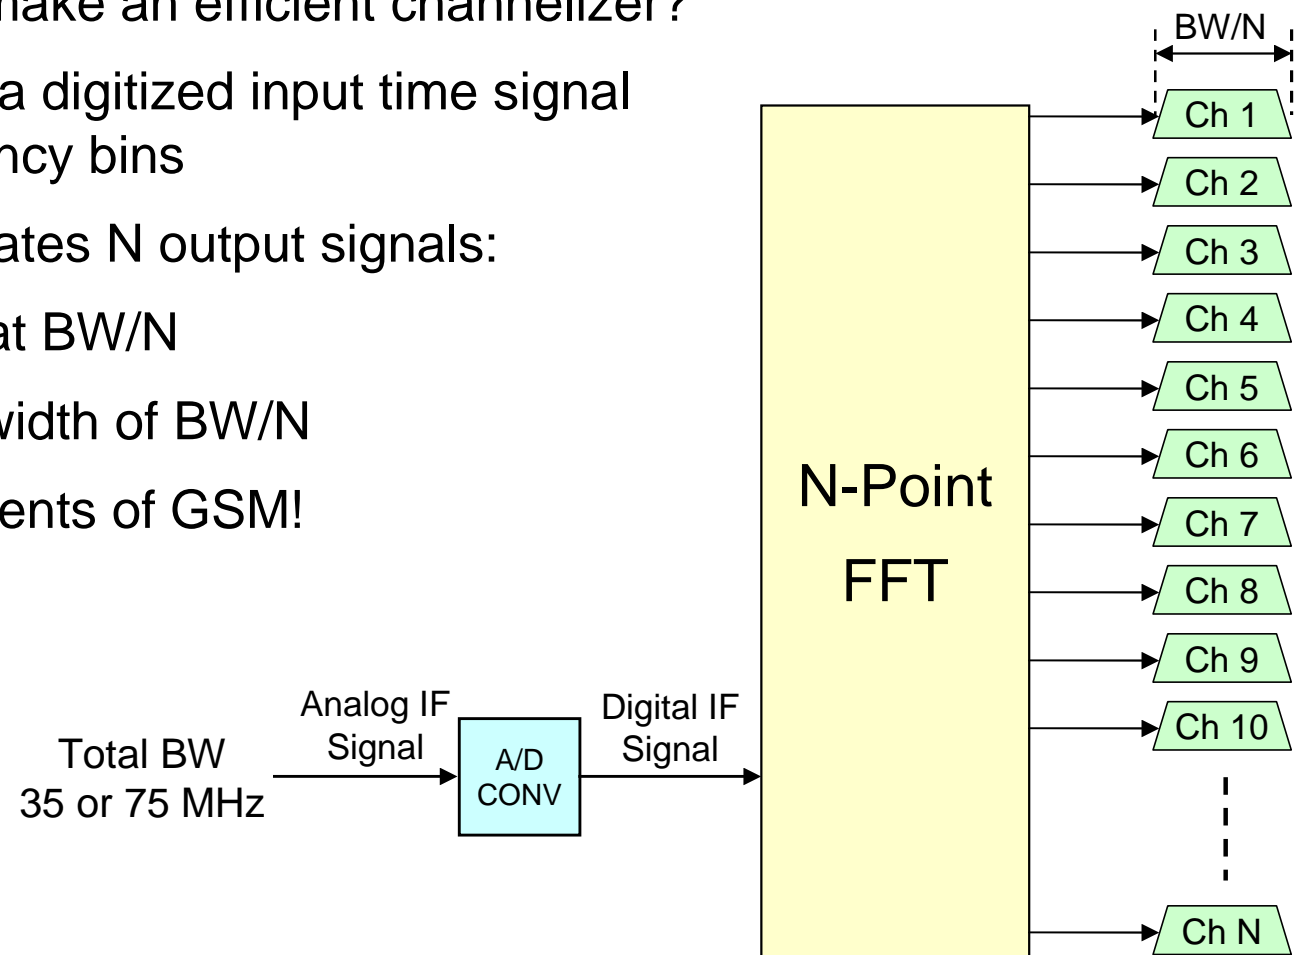 make an efficient channelizer?
a digitized input time signal
ncy bins
ates N output signals:
at BW/N
width of BW/N
ents of GSM!
BW/N
Ch 1
Ch 2
Ch 3
Ch 4
Ch 5
Ch 6
Ch 7
Ch 8
Ch 9
Ch 10
Ch N
N-Point
FFT
Analog IF
Signal
Digital IF
Signal
Total BW
35 or 75 MHz
A/D
CONV